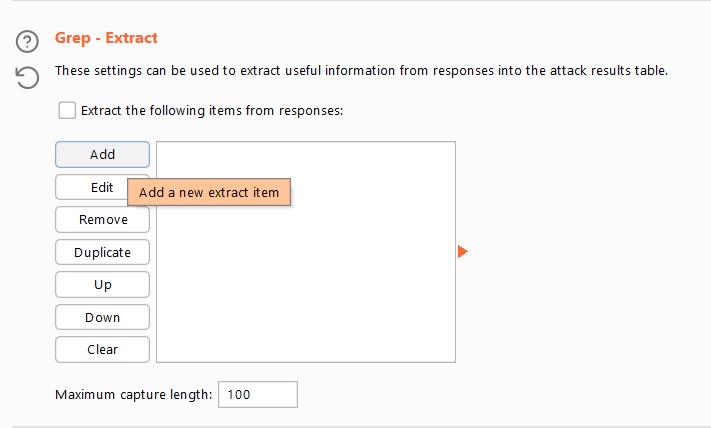 Grep - Extract
These settings can be used to extract useful information from responses into the attack results table.
Extract the following items from responses:
Add
Edit
Add a new extract item
Remove
Duplicate
Up
Down
Clear
Maximum capture length: 100